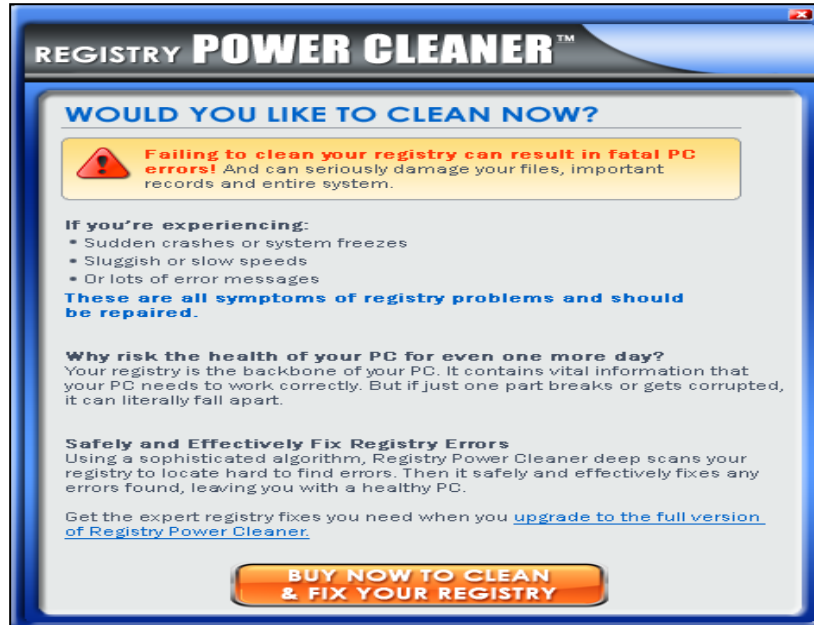 REGISTRY POWER CLEANER™
WOULD YOU LIKE TO CLEAN NOW?
Failing to clean your registry can result in fatal PC
errors! And can seriously damage your files, important
records and entire system.
If you're experiencing:
• Sudden crashes or system freezes
• Sluggish or slow speeds
• Or lots of error messages
These are all symptoms of registry problems and should
be repaired.
Why risk the health of your PC for even one more day?
Your registry is the backbone of your PC. It contains vital information that
your PC needs to work correctly. But if just one part breaks or gets corrupted,
it can literally fall apart.
Safely and Effectively Fix Registry Errors
Using a sophisticated algorithm, Registry Power Cleaner deep scans your
registry to locate hard to find errors. Then it safely and effectively fixes any
errors found, leaving you with a healthy PC.
Get the expert registry fixes you need when you upgrade to the full version
of Registry Power Cleaner.
BUY NOW TO CLEAN
& FIX YOUR REGISTRY